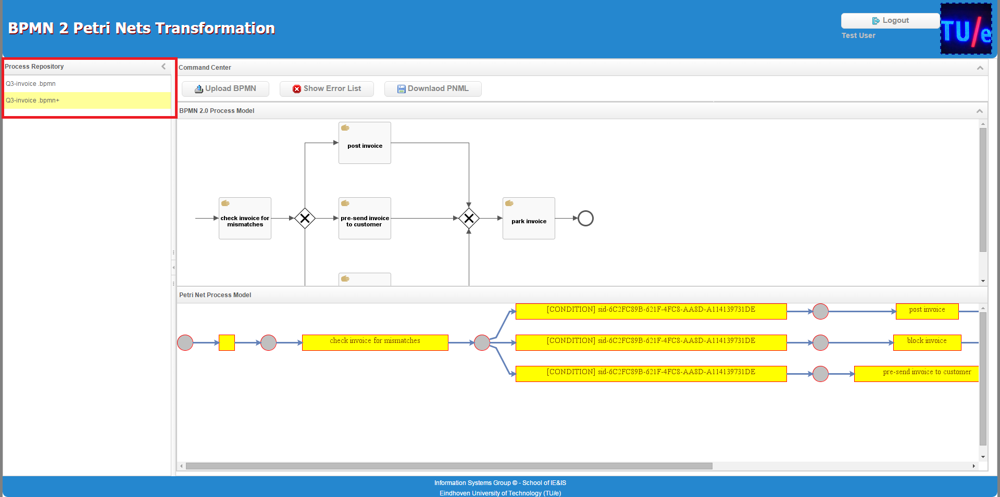 BPMN 2 Petri Nets Transformation
Logout
Test User
TU/e
Process Repository
Q3-invoice .bpmn
Q3-invoice .bpmn+
Command Center
Upload BPMN
Show Error List
Downlaod PNML
BPMN 2.0 Process Model
post invoice
check invoice for
mismatches
pre-send invoice
to customer
park invoice
Petri Net Process Model
[CONDITION] sid-6C2FC89B-621F-4FC8-AA8D-A114139731DE
post invoice
check invoice for mismatches
[CONDITION] sid-6C2FC89B-621F-4FC8-AA8D-A114139731DE
block invoice
[CONDITION] sid-6C2FC89B-621F-4FC8-AA8D-A114139731DE
pre-send invoice to customer
Information Systems Group © - School of IE&IS
Eindhoven University of Technology (TU/e)